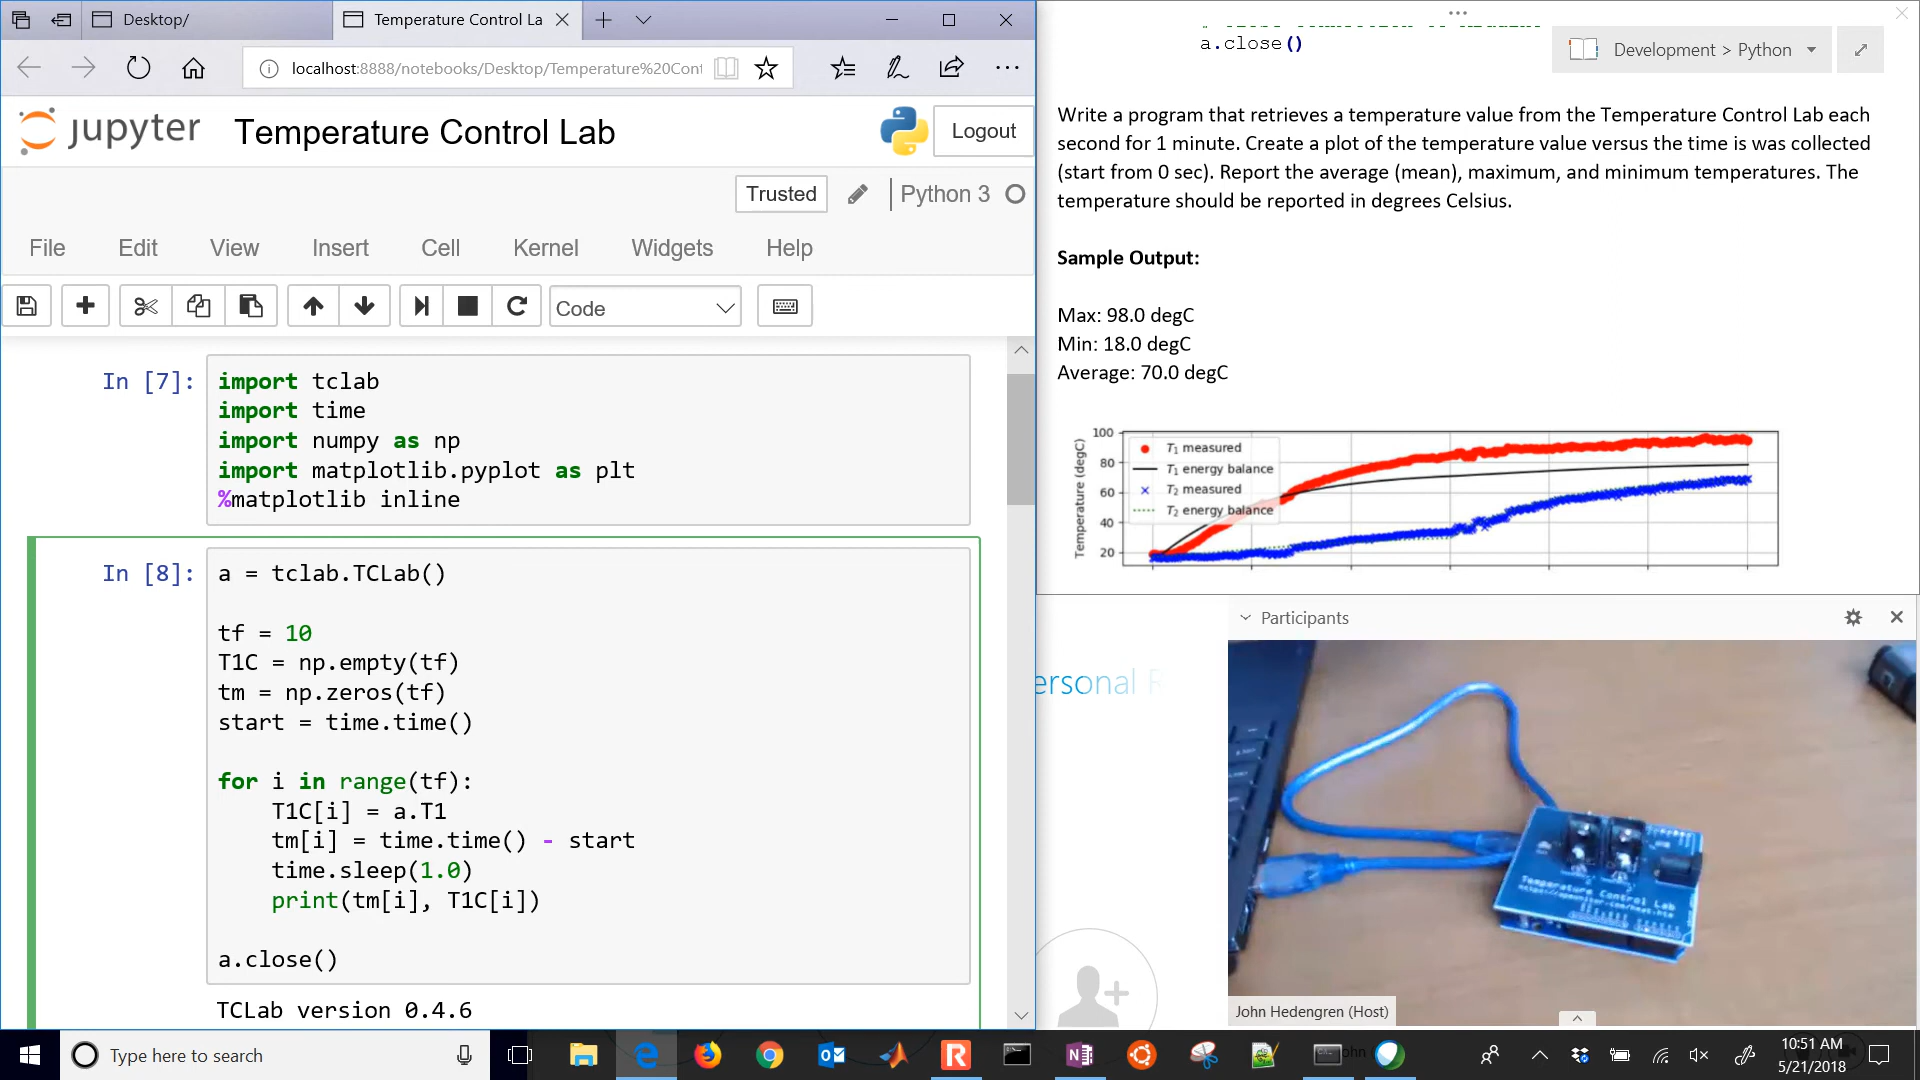 Desktop/
Temperature Control La
localhost:8888/notebooks/Desktop/Temperature%20Cont
jupyter
Temperature Control Lab
Logout
Trusted
Python 3
File Edit View Insert Cell Kernel Widgets Help
Code
In [7]:
import tclab
import time
import numpy as np
import matplotlib.pyplot as plt
%matplotlib inline
In [8]:
a = tclab.TCLab()
tf = 10
T1C = np.empty(tf)
tm = np.zeros(tf)
start = time.time()
for i in range(tf):
T1C[i] = a.T1
tm[i] = time.time() - start
time.sleep(1.0)
print(tm[i], T1C[i])
a.close()
TCLab version 0.4.6
a.close()
Development > Python
Write a program that retrieves a temperature value from the Temperature Control Lab each
second for 1 minute. Create a plot of the temperature value versus the time is was collected
(start from 0 sec). Report the average (mean), maximum, and minimum temperatures. The
temperature should be reported in degrees Celsius.
Sample Output:
Max: 98.0 degC
Min: 18.0 degC
Average: 70.0 degC
Temperature (degC)
100
80
60
40
20
T1 measured
T1 energy balance
T2 measured
T2 energy balance
Participants
ersonal R
Temperature Control Lab
John Hedengren (Host)
Type here to search
10:51 AM
5/21/2018